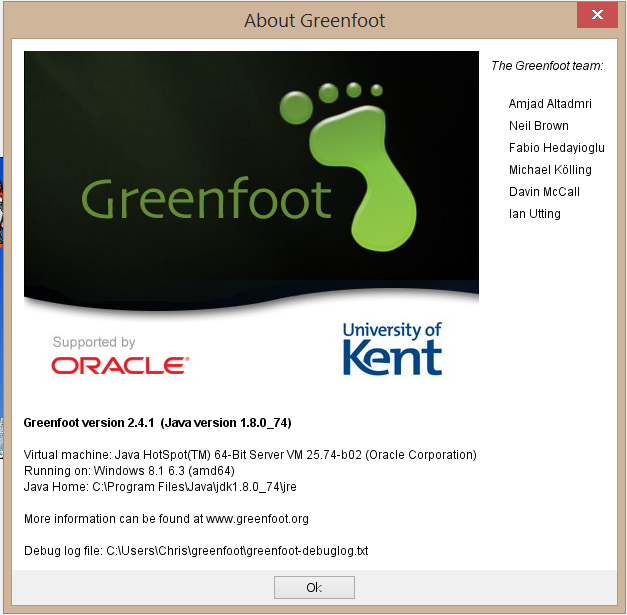 About Greenfoot
The Greenfoot team:
Amjad Altadmri
Neil Brown
Fabio Hedayioglu
Michael Kölling
Davin McCall
Ian Utting
Greenfoot
Supported by
ORACLE®
University of
Kent
Greenfoot version 2.4.1 (Java version 1.8.0_74)
Virtual machine: Java HotSpot(TM) 64-Bit Server VM 25.74-b02 (Oracle Corporation)
Running on: Windows 8.1 6.3 (amd64)
Java Home: C:\Program Files\Java\jdk1.8.0_74\jre
More information can be found at www.greenfoot.org
Debug log file: C:\Users\Chris\greenfoot\greenfoot-debuglog.txt
Ok